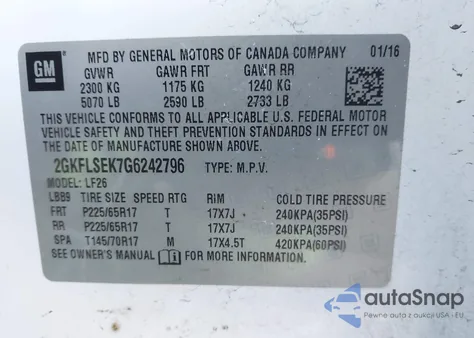 GM
MFD BY GENERAL MOTORS OF CANADA COMPANY 01/16
GVWR GAWR FRT GAWR RR
2300 KG 1175 KG 1240 KG
5070 LB 2590 LB 2733 LB
THIS VEHICLE CONFORMS TO ALL APPLICABLE U.S. FEDERAL MOTOR
VEHICLE SAFETY AND THEFT PREVENTION STANDARDS IN EFFECT
ON THE DATE OF MANUFACTURE SHOWN ABOVE.
2GKFLSEK7G6242796 TYPE: M.P.V.
MODEL: LF26
LBB9 TIRE SIZE SPEED RTG RIM COLD TIRE PRESSURE
FRT P225/65R17 T 17X7J 240KPA(35PSI)
RR P225/65R17 T 17X7J 240KPA(35PSI)
SPA T145/70R17 M 17X4.5T 420KPA(60PSI)
SEE OWNER'S MANUAL FOR MORE INFORMATION.
autoSnap
Pewne auta z aukcji USA - EU